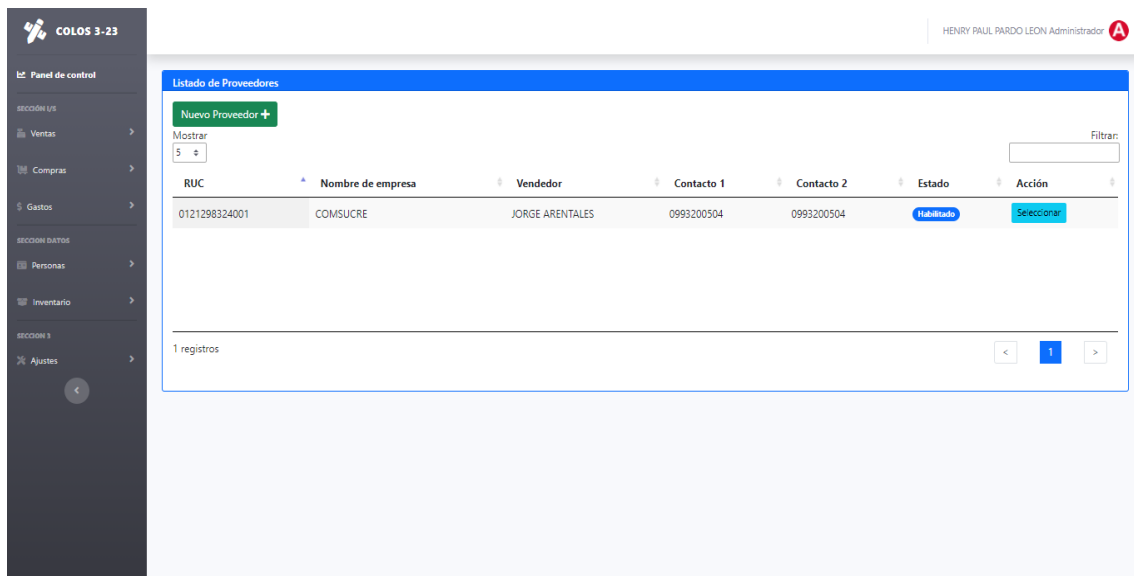 COLOS 3-23
HENRY PAUL PARDO LEON Administrador A
Panel de control
SECCIÓN I/S
Ventas
Compras
$ Gastos
SECCION DATOS
Personas
Inventario
SECCION 3
Ajustes
<
Listado de Proveedores
Nuevo Proveedor +
Mostrar
5
Filtrar:
RUC Nombre de empresa Vendedor Contacto 1 Contacto 2 Estado Acción
0121298324001 COMSUCRE JORGE ARENTALES 0993200504 0993200504 Habilitado Seleccionar
1 registros
< 1 >